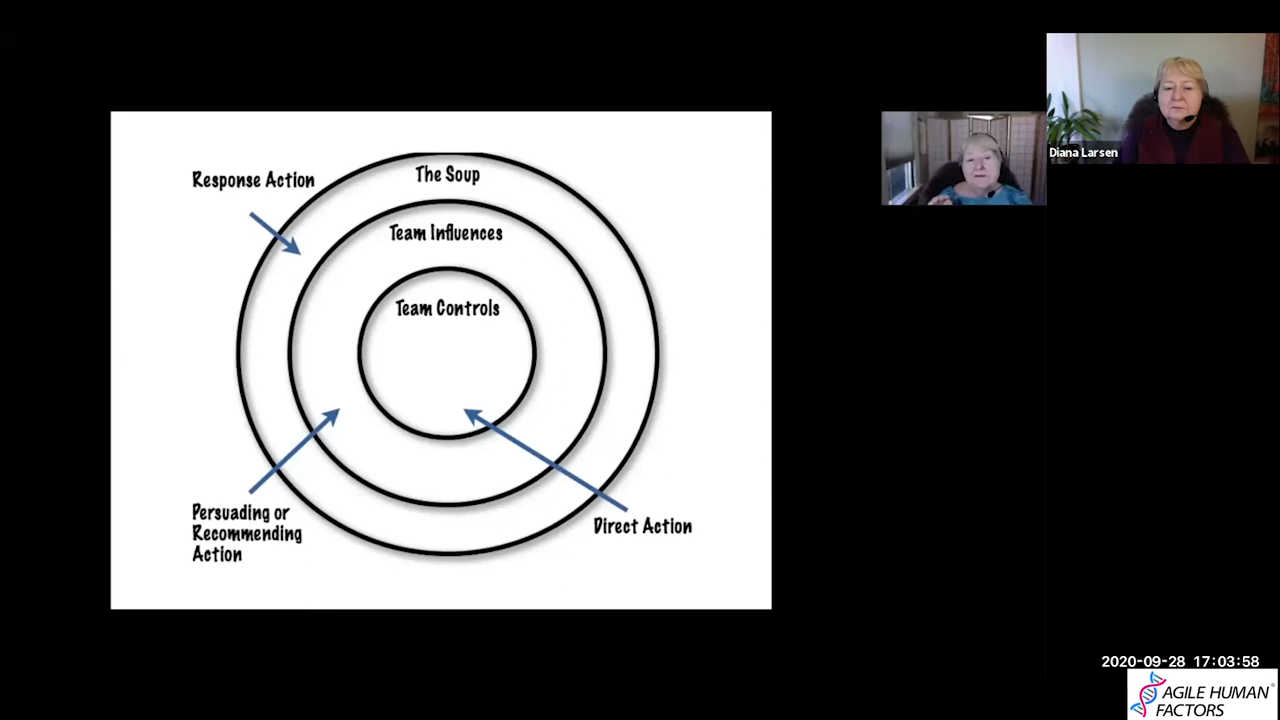 Response Action
The Soup
Team Influences
Team Controls
Persuading or
Recommending
Action
Direct Action
Diana Larsen
2020-09-28 17:03:58
AGILE HUMAN
FACTORS